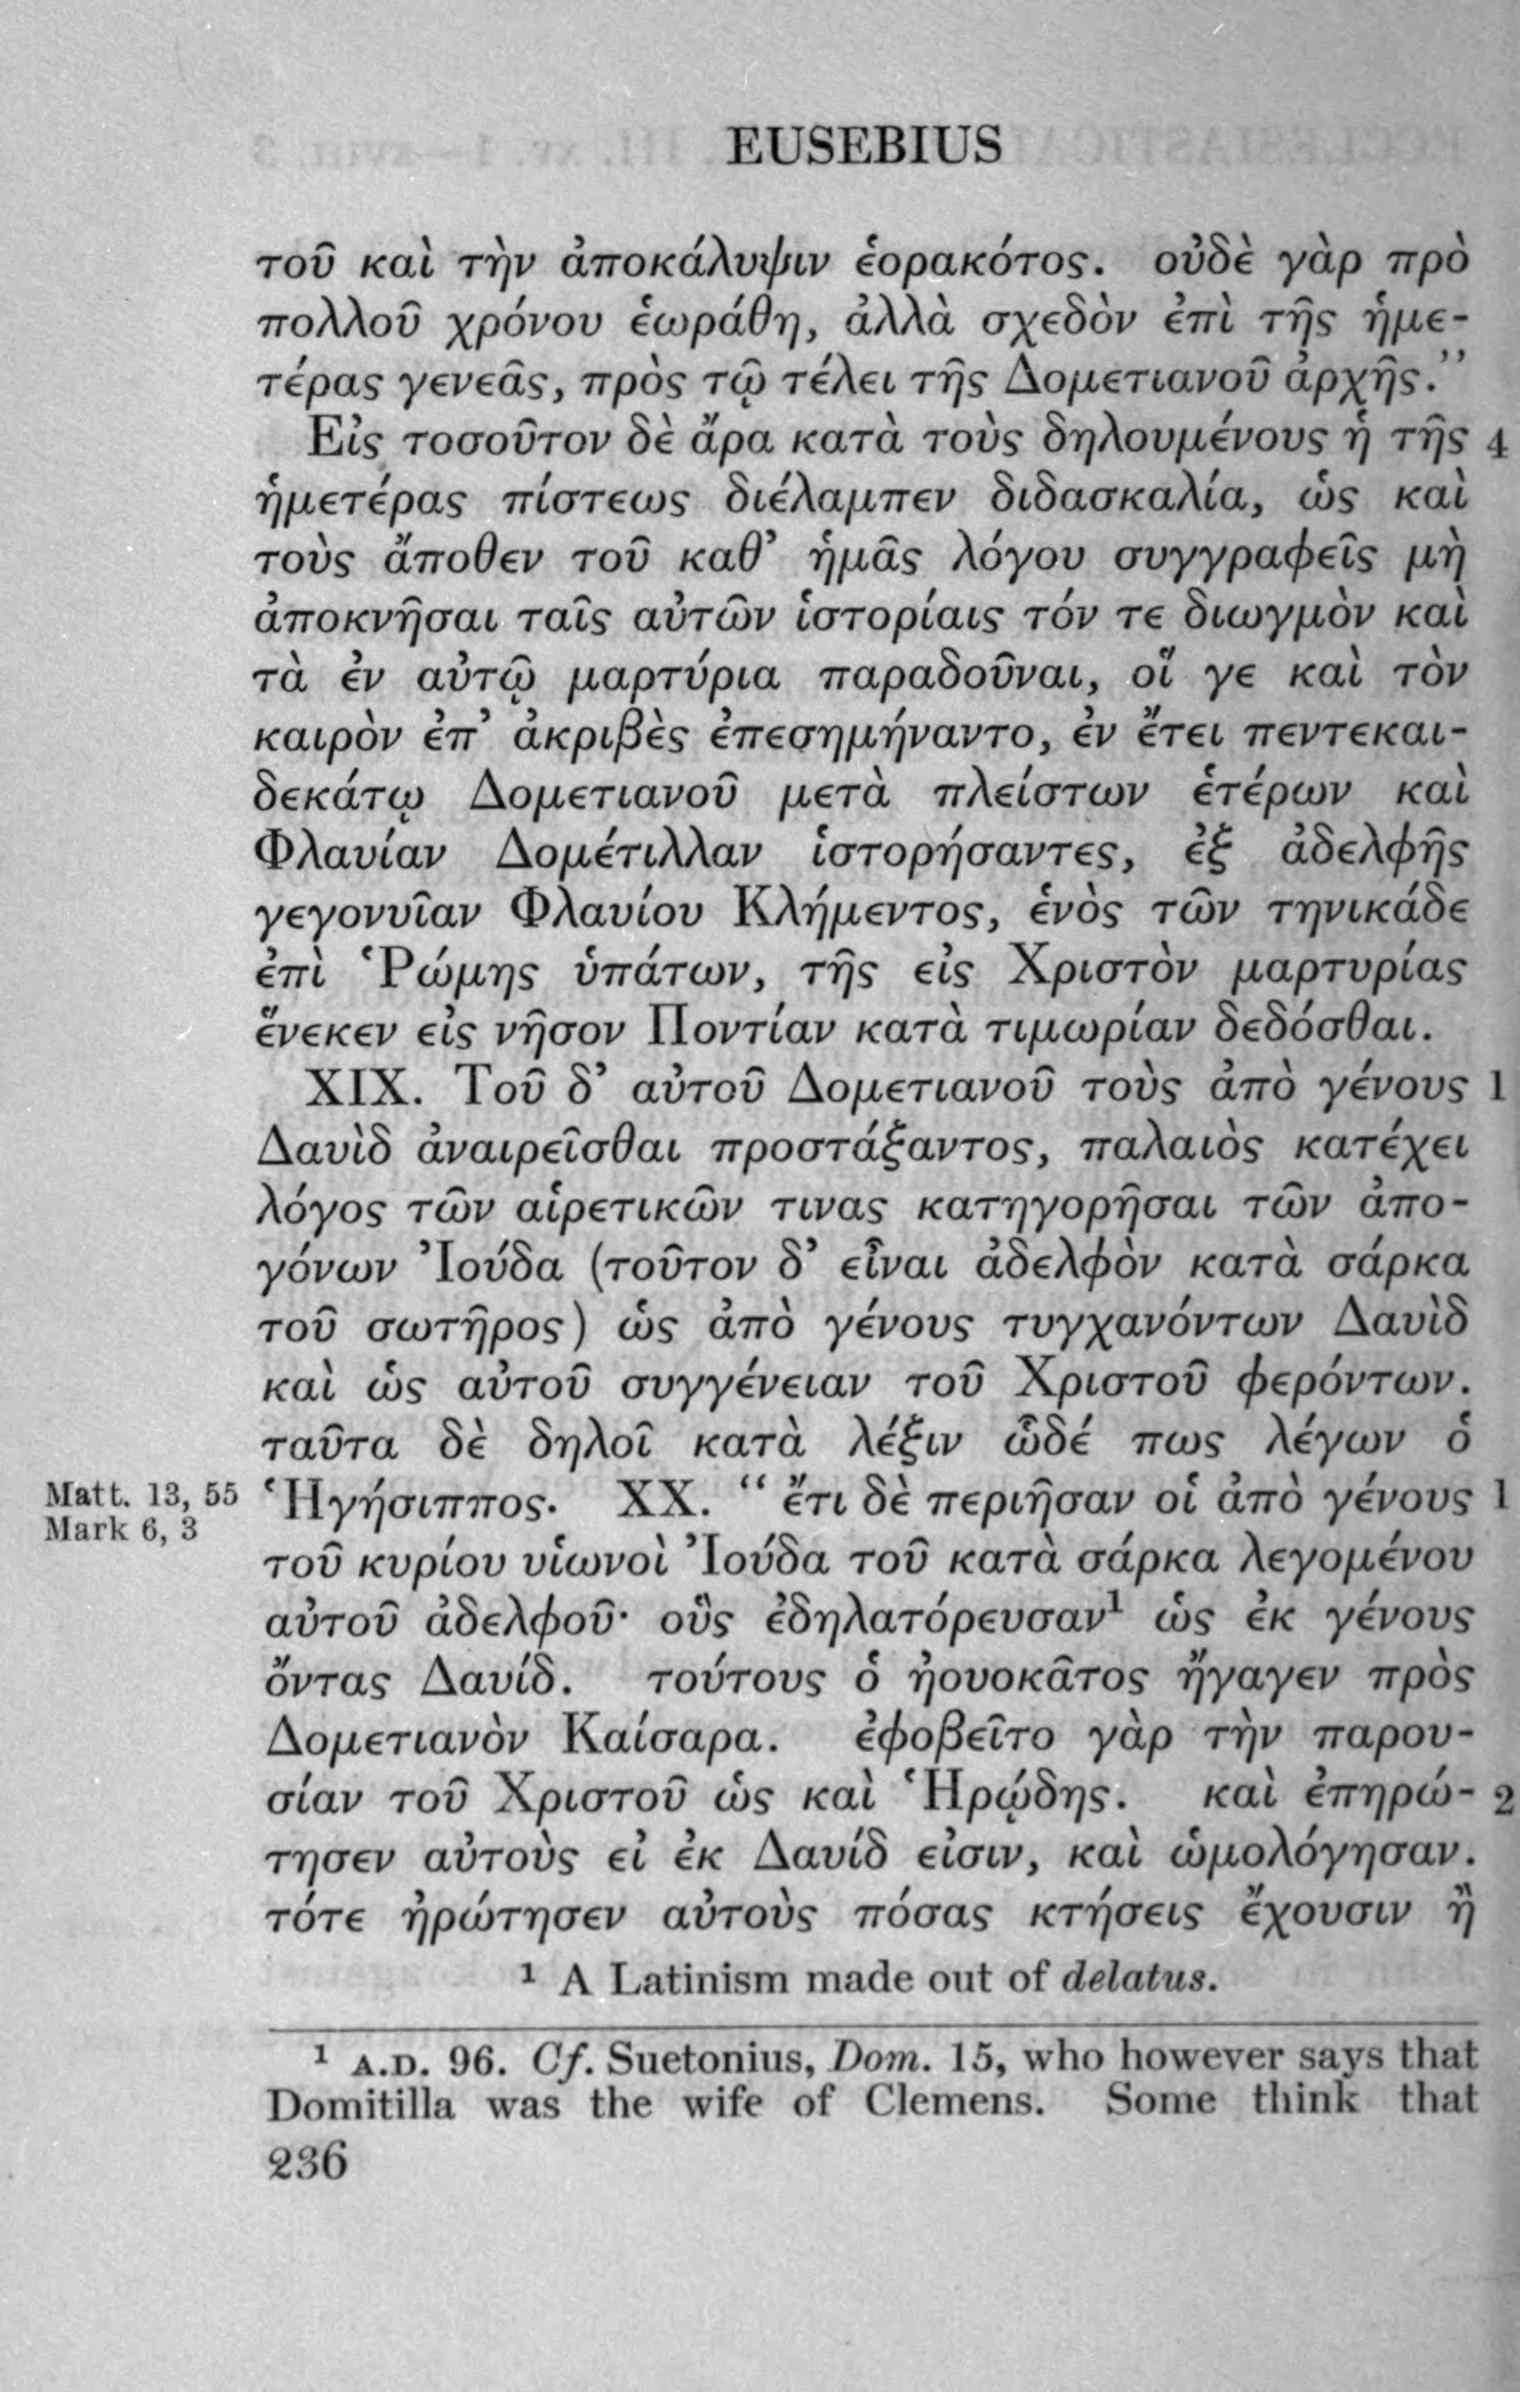 EUSEBIUS
τοῦ καὶ τὴν ἀποκάλυψιν ἑορακότος. οὐδὲ γὰρ πρὸ
πολλοῦ χρόνου ἑωράθη, ἀλλὰ σχεδὸν ἐπὶ τῆς ἡμε-
τέρας γενεᾶς, πρὸς τῷ τέλει τῆς Δομετιανοῦ ἀρχῆς.”
Εἰς τοσοῦτον δὲ ἄρα κατὰ τοὺς δηλουμένους ἡ τῆς 4
ἡμετέρας πίστεως διέλαμπεν διδασκαλία, ὡς καὶ
τοὺς ἄποθεν τοῦ καθ’ ἡμᾶς λόγου συγγραφεῖς μὴ
ἀποκνῆσαι ταῖς αὐτῶν ἱστορίαις τόν τε διωγμὸν καὶ
τὰ ἐν αὐτῷ μαρτύρια παραδοῦναι, οἵ γε καὶ τὸν
καιρὸν ἐπ’ ἀκριβὲς ἐπεσημήναντο, ἐν ἔτει πεντεκαι-
δεκάτῳ Δομετιανοῦ μετὰ πλείστων ἑτέρων καὶ
Φλαυίαν Δομέτιλλαν ἱστορήσαντες, ἐξ ἀδελφῆς
γεγονυῖαν Φλαυίου Κλήμεντος, ἑνὸς τῶν τηνικάδε
ἐπὶ Ῥώμης ὑπάτων, τῆς εἰς Χριστὸν μαρτυρίας
ἕνεκεν εἰς νῆσον Ποντίαν κατὰ τιμωρίαν δεδόσθαι.
XIX. Τοῦ δ’ αὐτοῦ Δομετιανοῦ τοὺς ἀπὸ γένους 1
Δαυὶδ ἀναιρεῖσθαι προστάξαντος, παλαιὸς κατέχει
λόγος τῶν αἱρετικῶν τινας κατηγορῆσαι τῶν ἀπο-
γόνων Ἰούδα (τοῦτον δ’ εἶναι ἀδελφὸν κατὰ σάρκα
τοῦ σωτῆρος) ὡς ἀπὸ γένους τυγχανόντων Δαυὶδ
καὶ ὡς αὐτοῦ συγγένειαν τοῦ Χριστοῦ φερόντων.
ταῦτα δὲ δηλοῖ κατὰ λέξιν ὧδέ πως λέγων ὁ
Matt. 13, 55 Ἡγήσιππος· XX. “ ἔτι δὲ περιῆσαν οἱ ἀπὸ γένους 1
Mark 6, 3
τοῦ κυρίου υἱωνοὶ Ἰούδα τοῦ κατὰ σάρκα λεγομένου
αὐτοῦ ἀδελφοῦ· οὓς ἐδηλατόρευσαν¹ ὡς ἐκ γένους
ὄντας Δαυίδ. τούτους ὁ ἠουοκᾶτος ἤγαγεν πρὸς
Δομετιανὸν Καίσαρα. ἐφοβεῖτο γὰρ τὴν παρου-
σίαν τοῦ Χριστοῦ ὡς καὶ Ἡρῴδης. καὶ ἐπηρώ- 2
τησεν αὐτοὺς εἰ ἐκ Δαυίδ εἰσιν, καὶ ὡμολόγησαν.
τότε ἠρώτησεν αὐτοὺς πόσας κτήσεις ἔχουσιν ἢ
¹ A Latinism made out of delatus.
¹ A.D. 96. Cf. Suetonius, Dom. 15, who however says that
Domitilla was the wife of Clemens. Some think that
236